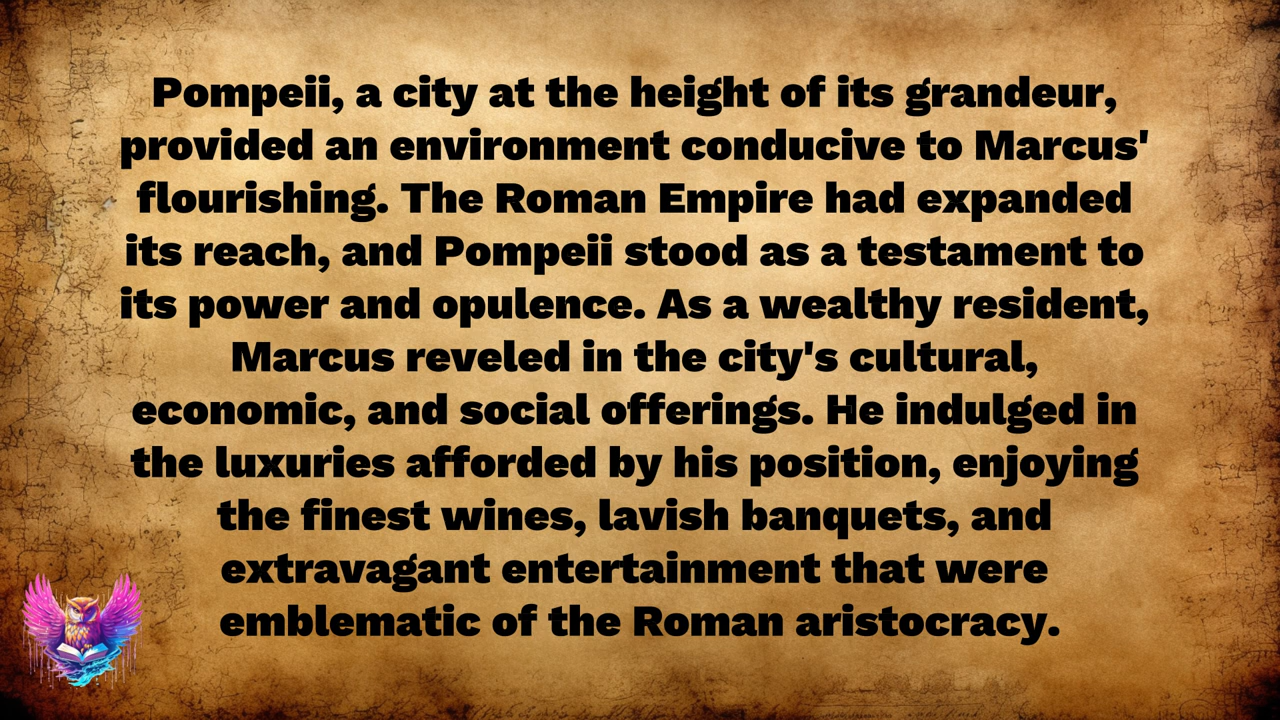 Pompeii, a city at the height of its grandeur,
provided an environment conducive to Marcus'
flourishing. The Roman Empire had expanded
its reach, and Pompeii stood as a testament to
its power and opulence. As a wealthy resident,
Marcus reveled in the city's cultural,
economic, and social offerings. He indulged in
the luxuries afforded by his position, enjoying
the finest wines, lavish banquets, and
extravagant entertainment that were
emblematic of the Roman aristocracy.